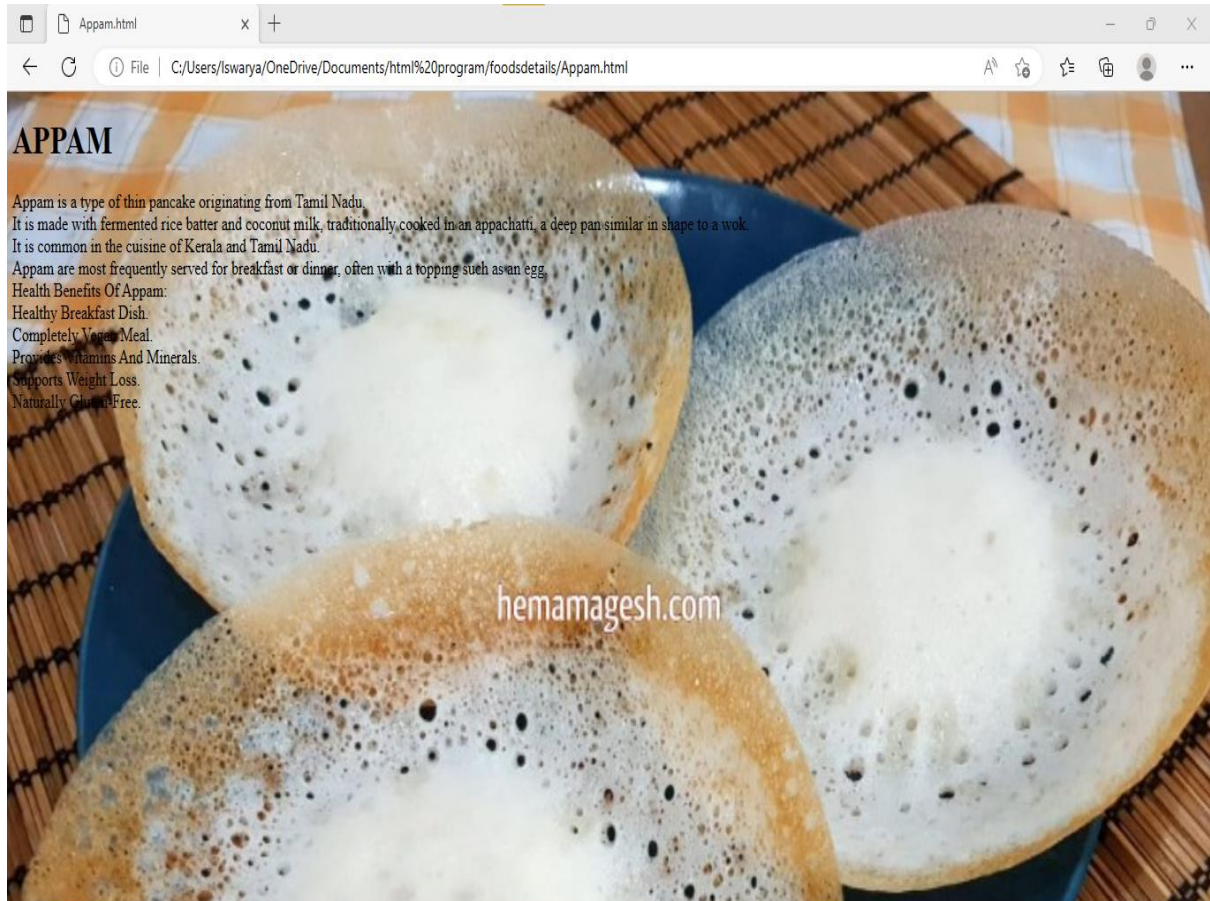 Appam.html
File
C:/Users/Iswarya/OneDrive/Documents/html%20program/foodsdetails/Appam.html
APPAM
Appam is a type of thin pancake originating from Tamil Nadu.
It is made with fermented rice batter and coconut milk, traditionally cooked in an appachatti, a deep pan similar in shape to a wok.
It is common in the cuisine of Kerala and Tamil Nadu.
Appam are most frequently served for breakfast or dinner, often with a topping such as an egg.
Health Benefits Of Appam:
Healthy Breakfast Dish.
Completely Vegan Meal.
Provides Vitamins And Minerals.
Supports Weight Loss.
Naturally Gluten-Free.
hemamagesh.com